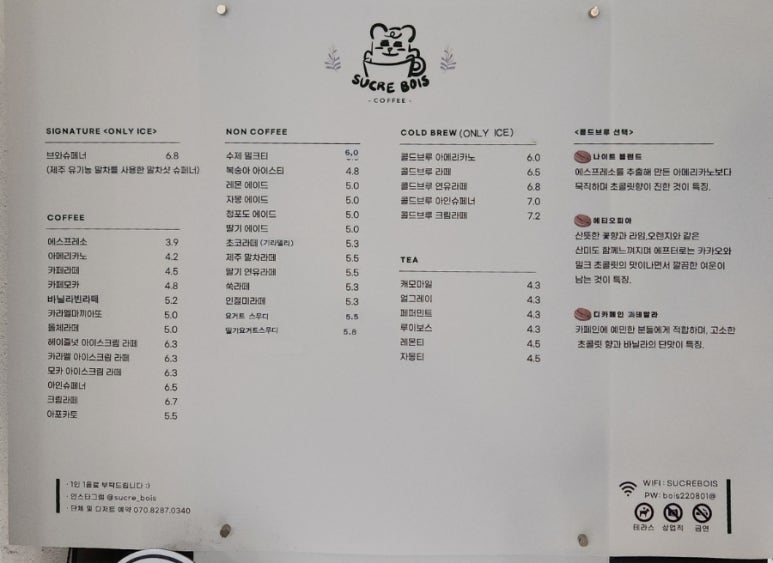 SUCRE BOIS
- COFFEE -
SIGNATURE <ONLY ICE>
브와슈페너 6.8
(제주 유기농 말차를 사용한 말차샷 슈페너)
COFFEE
에스프레소 3.9
아메리카노 4.2
카페라떼 4.5
카페모카 4.8
바닐라빈라떼 5.2
카라멜마끼아또 5.0
돌체라떼 5.0
헤이즐넛 아이스크림 라떼 6.3
카라멜 아이스크림 라떼 6.3
모카 아이스크림 라떼 6.3
아인슈페너 6.5
크림라떼 6.7
아포카토 5.5
NON COFFEE
수제 밀크티 6.0
복숭아 아이스티 4.8
레몬 에이드 5.0
자몽 에이드 5.0
청포도 에이드 5.0
딸기 에이드 5.0
초코라떼 (기라델리) 5.3
제주 말차라떼 5.5
딸기 연유라떼 5.5
쑥라떼 5.3
인절미라떼 5.3
요거트 스무디 5.5
딸기요거트스무디 5.8
COLD BREW (ONLY ICE)
콜드브루 아메리카노 6.0
콜드브루 라떼 6.5
콜드브루 연유라떼 6.8
콜드브루 아인슈페너 7.0
콜드브루 크림라떼 7.2
TEA
캐모마일 4.3
얼그레이 4.3
페퍼민트 4.3
루이보스 4.3
레몬티 4.5
자몽티 4.5
<콜드브루 선택>
나이트 블렌드
에스프레소를 추출해 만든 아메리카노보다
묵직하며 초콜릿향이 진한 것이 특징.
에티오피아
산뜻한 꽃향과 라임,오렌지와 같은
산미도 함께느껴지며 에프터로는 카카오와
밀크 초콜릿의 맛이나면서 깔끔한 여운이
남는 것이 특징.
디카페인 과테말라
카페인에 예민한 분들에게 적합하며, 고소한
초콜릿 향과 바닐라의 단맛이 특징.
· 1인 1음료 부탁드립니다 :)
· 인스타그램 @sucre_bois
· 단체 및 디저트 예약 070.8287.0340
WIFI : SUCREBOIS
PW: bois220801@
테라스 상업적 금연